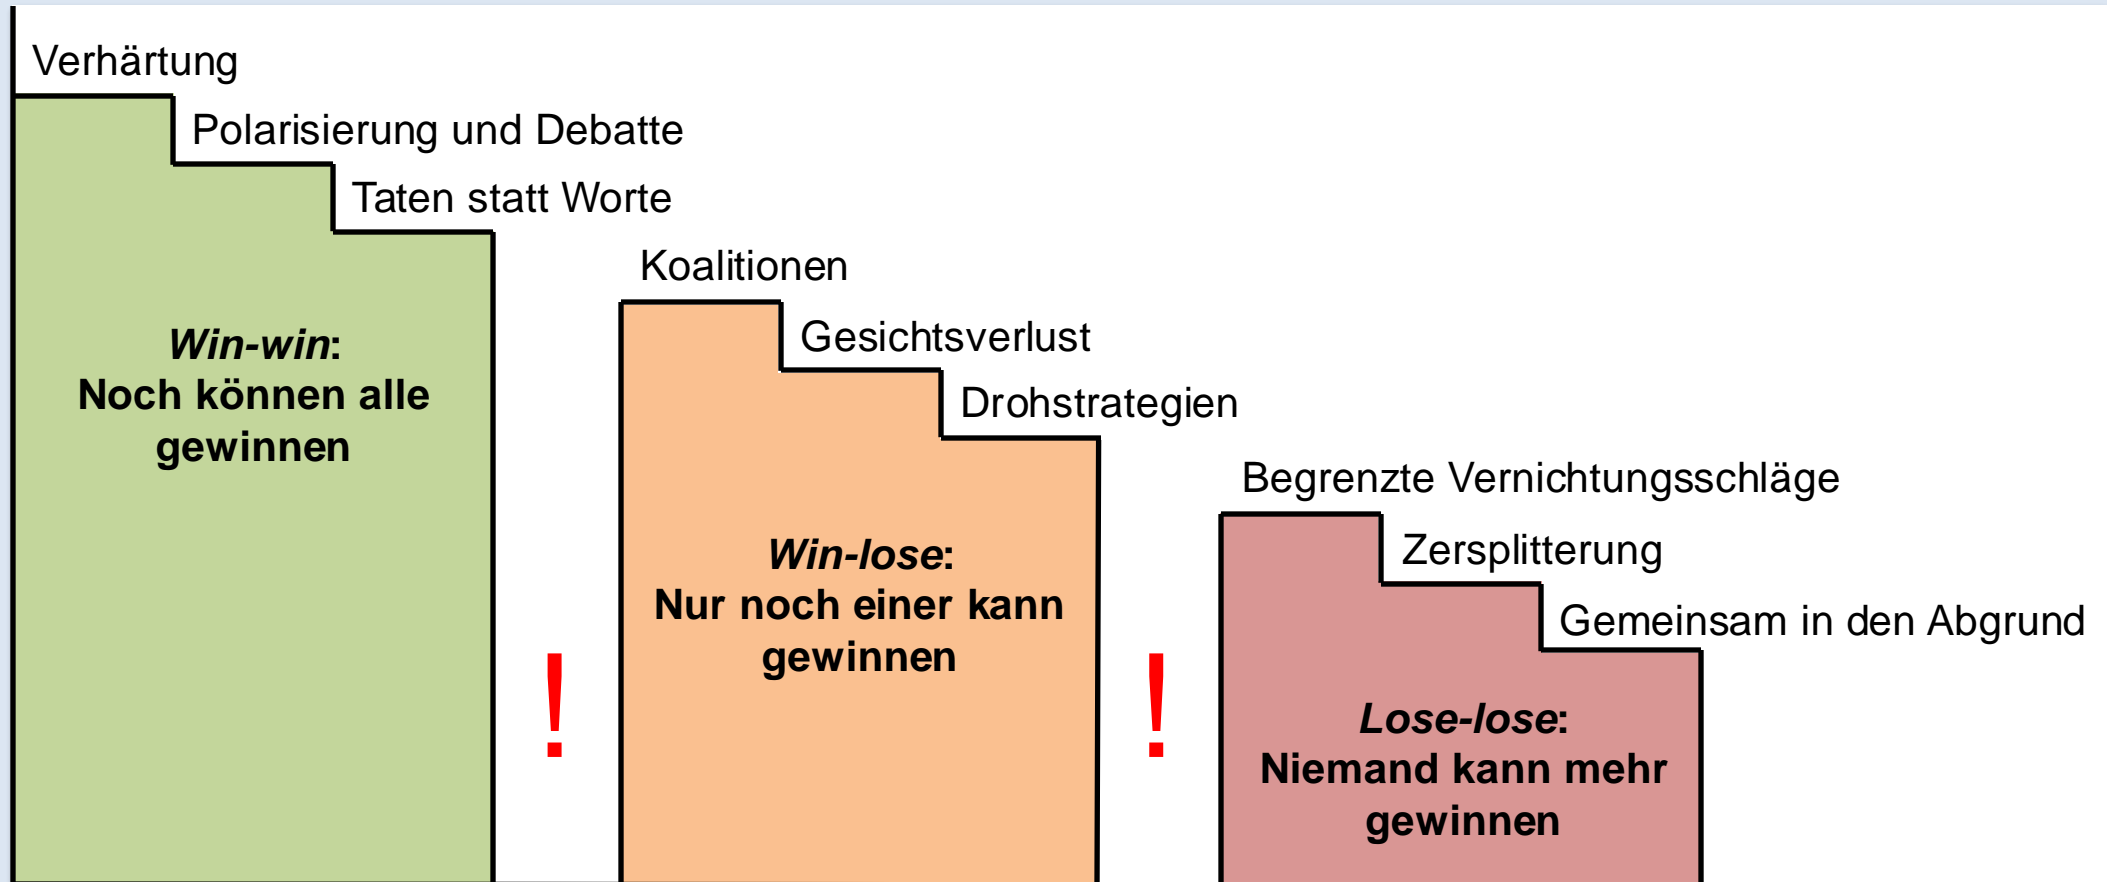 Verhärtung
Polarisierung und Debatte
Taten statt Worte
Koalitionen
Gesichtsverlust
Drohstrategien
Begrenzte Vernichtungsschläge
Zersplitterung
Gemeinsam in den Abgrund
Win-win:
Noch können alle
gewinnen
!
Win-lose:
Nur noch einer kann
gewinnen
!
Lose-lose:
Niemand kann mehr
gewinnen